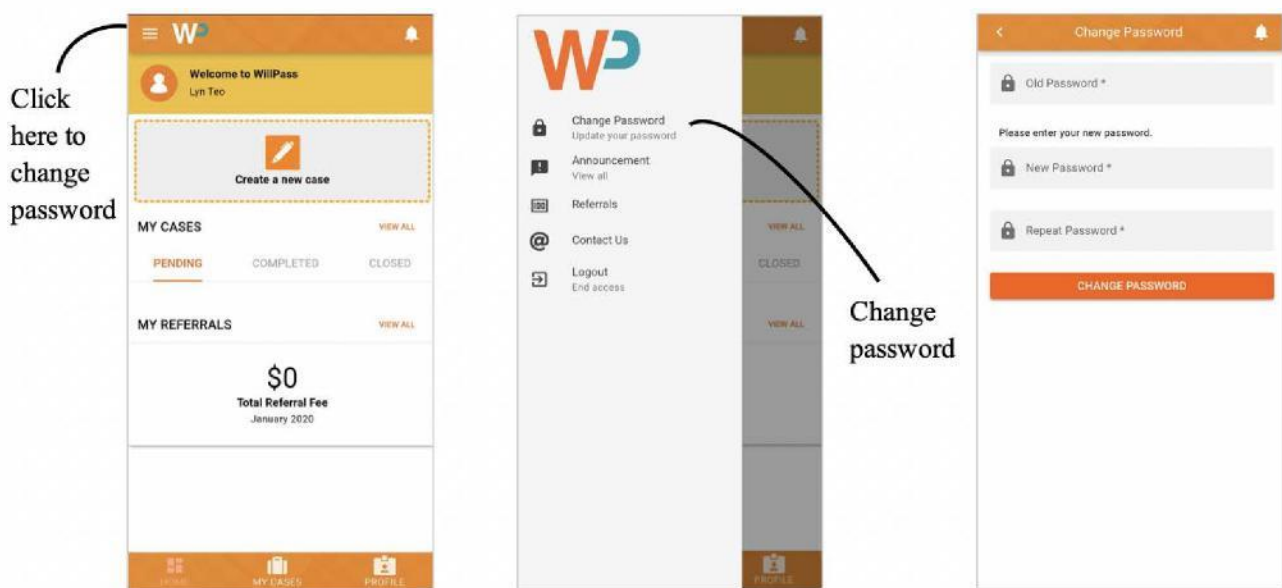 Click
here to
change
password
WP
Welcome to WillPass
Lyn Teo
Create a new case
MY CASES
VIEW ALL
PENDING
COMPLETED
CLOSED
MY REFERRALS
VIEW ALL
$0
Total Referral Fee
January 2020
HOME
MY CASES
PROFILE
WP
Change Password
Update your password
Announcement
View all
Referrals
Contact Us
Logout
End access
VIEW ALL
CLOSED
VIEW ALL
PROFILE
Change
password
Change Password
Old Password *
Please enter your new password.
New Password *
Repeat Password *
CHANGE PASSWORD